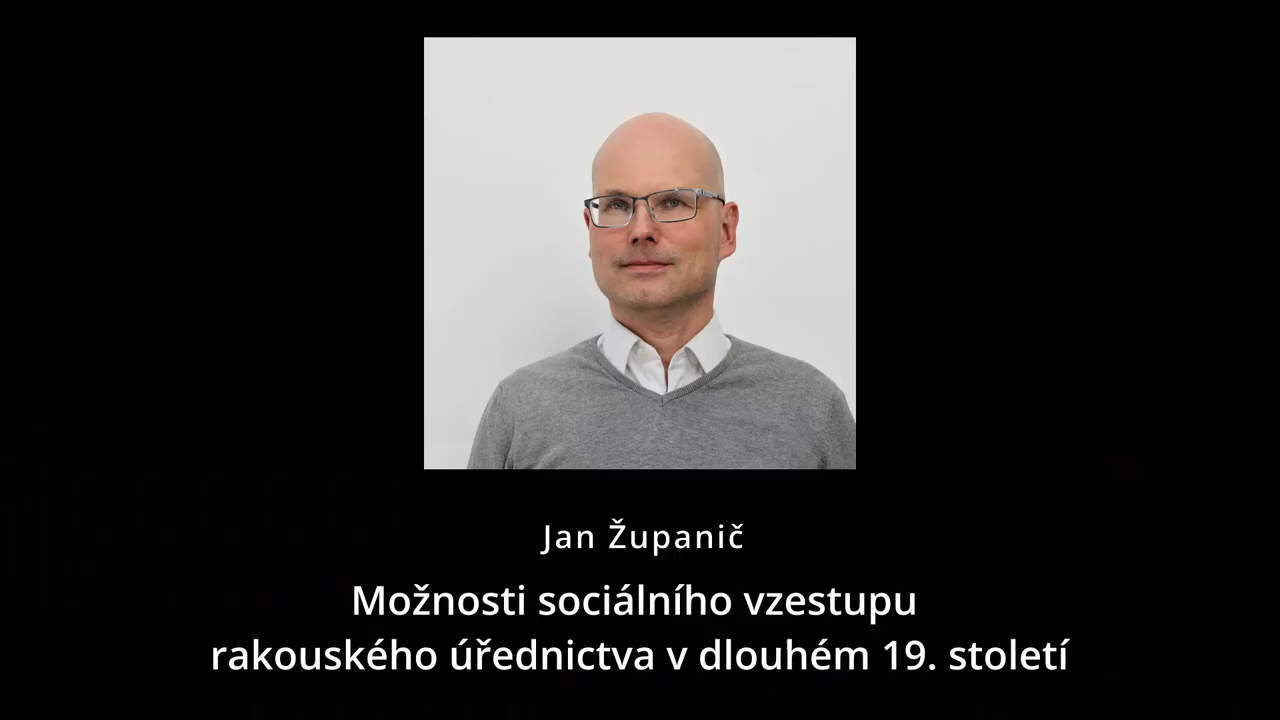 Jan Županič
Možnosti sociálního vzestupu
rakouského úřednictva v dlouhém 19. století